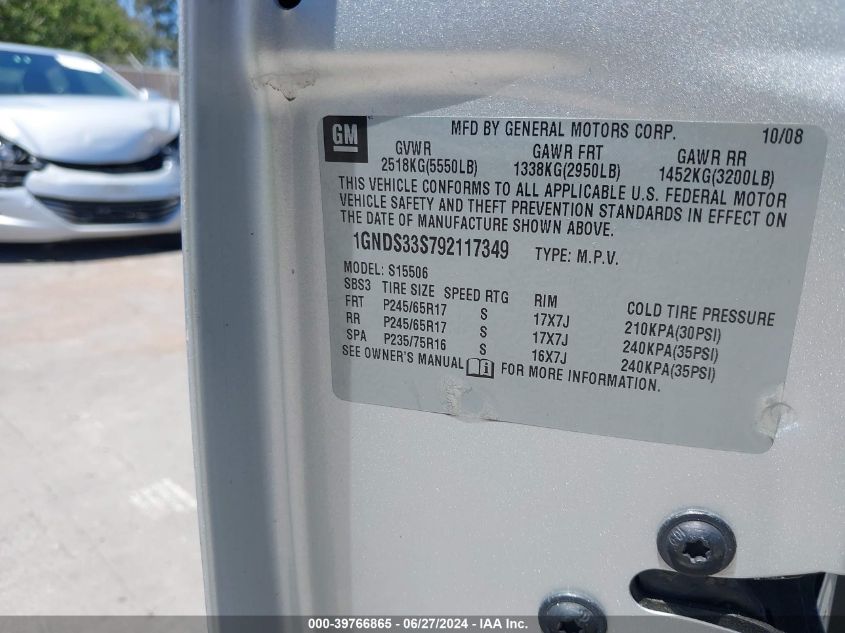 GM
MFD BY GENERAL MOTORS CORP. 10/08
GVWR GAWR FRT GAWR RR
2518KG(5550LB) 1338KG(2950LB) 1452KG(3200LB)
THIS VEHICLE CONFORMS TO ALL APPLICABLE U.S. FEDERAL MOTOR
VEHICLE SAFETY AND THEFT PREVENTION STANDARDS IN EFFECT ON
THE DATE OF MANUFACTURE SHOWN ABOVE.
1GNDS33S792117349 TYPE: M.P.V.
MODEL: S15506
SBS3 TIRE SIZE SPEED RTG RIM COLD TIRE PRESSURE
FRT P245/65R17 S 17X7J 210KPA(30PSI)
RR P245/65R17 S 17X7J 240KPA(35PSI)
SPA P235/75R16 S 16X7J 240KPA(35PSI)
SEE OWNER'S MANUAL FOR MORE INFORMATION.
000-39766865 - 06/27/2024 - IAA Inc.